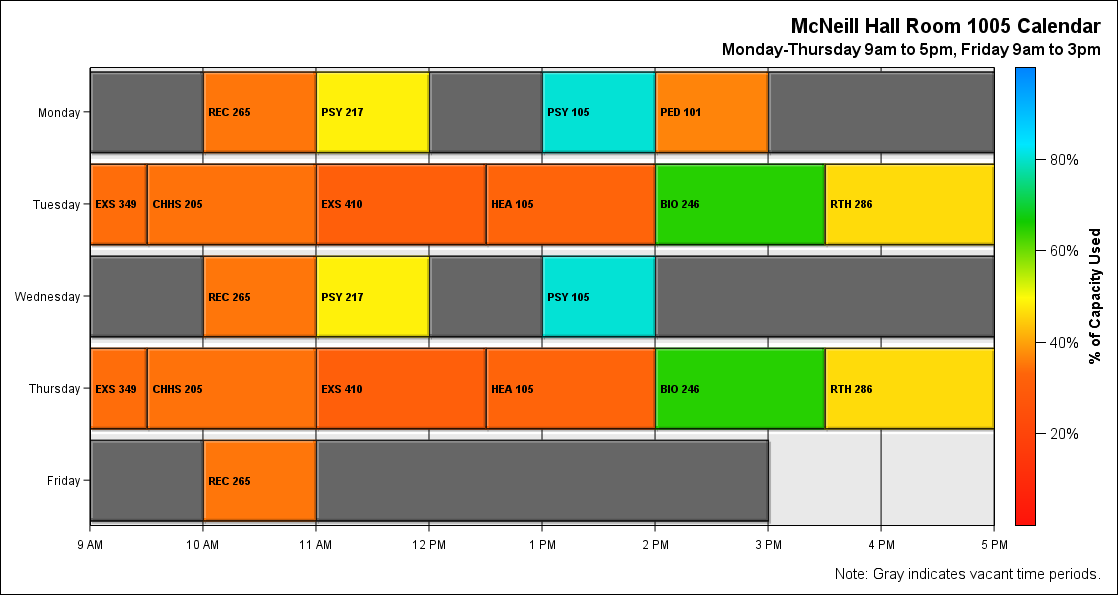 McNeill Hall Room 1005 Calendar
Monday-Thursday 9am to 5pm, Friday 9am to 3pm
Monday
REC 265
PSY 217
PSY 105
PED 101
80%
Tuesday
EXS 349
CHHS 205
EXS 410
HEA 105
BIO 246
RTH 286
60%
% of Capacity Used
Wednesday
REC 265
PSY 217
PSY 105
40%
Thursday
EXS 349
CHHS 205
EXS 410
HEA 105
BIO 246
RTH 286
20%
Friday
REC 265
9 AM
10 AM
11 AM
12 PM
1 PM
2 PM
3 PM
4 PM
5 PM
Note: Gray indicates vacant time periods.